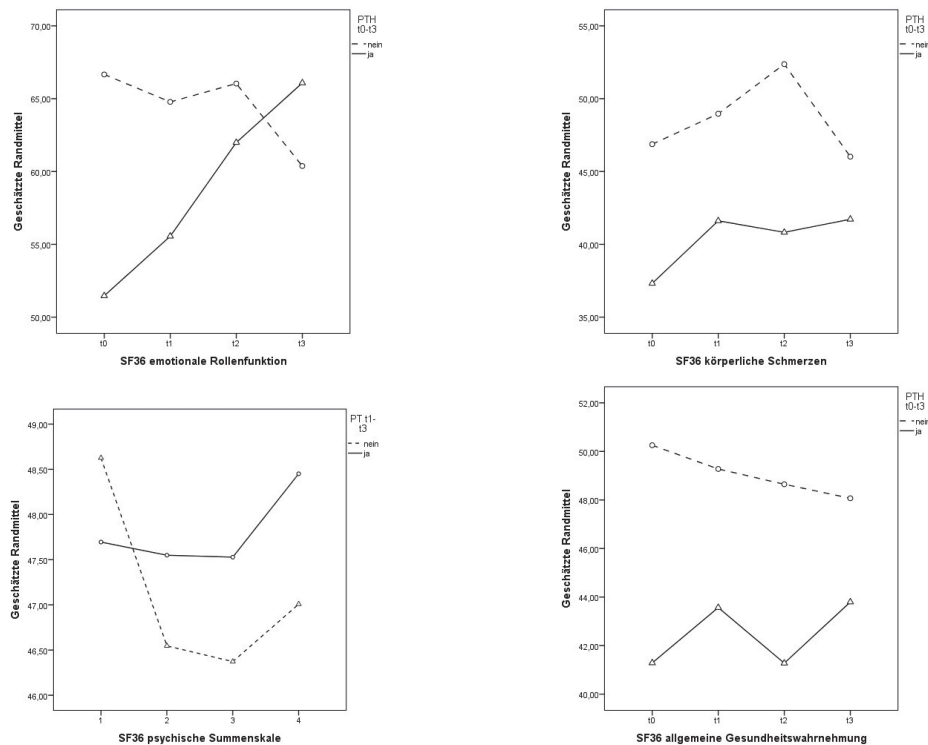 PTH
t0-t3
nein
ja
70,00
65,00
60,00
55,00
50,00
Geschätzte Randmittel
t0 t1 t2 t3
SF36 emotionale Rollenfunktion
PTH
t0-t3
nein
ja
55,00
50,00
45,00
40,00
35,00
Geschätzte Randmittel
t0 t1 t2 t3
SF36 körperliche Schmerzen
PT t1-
t3
nein
ja
49,00
48,50
48,00
47,50
47,00
46,50
46,00
Geschätzte Randmittel
1 2 3 4
SF36 psychische Summenskale
PTH
t0-t3
nein
ja
52,00
50,00
48,00
46,00
44,00
42,00
40,00
Geschätzte Randmittel
t0 t1 t2 t3
SF36 allgemeine Gesundheitswahrnehmung